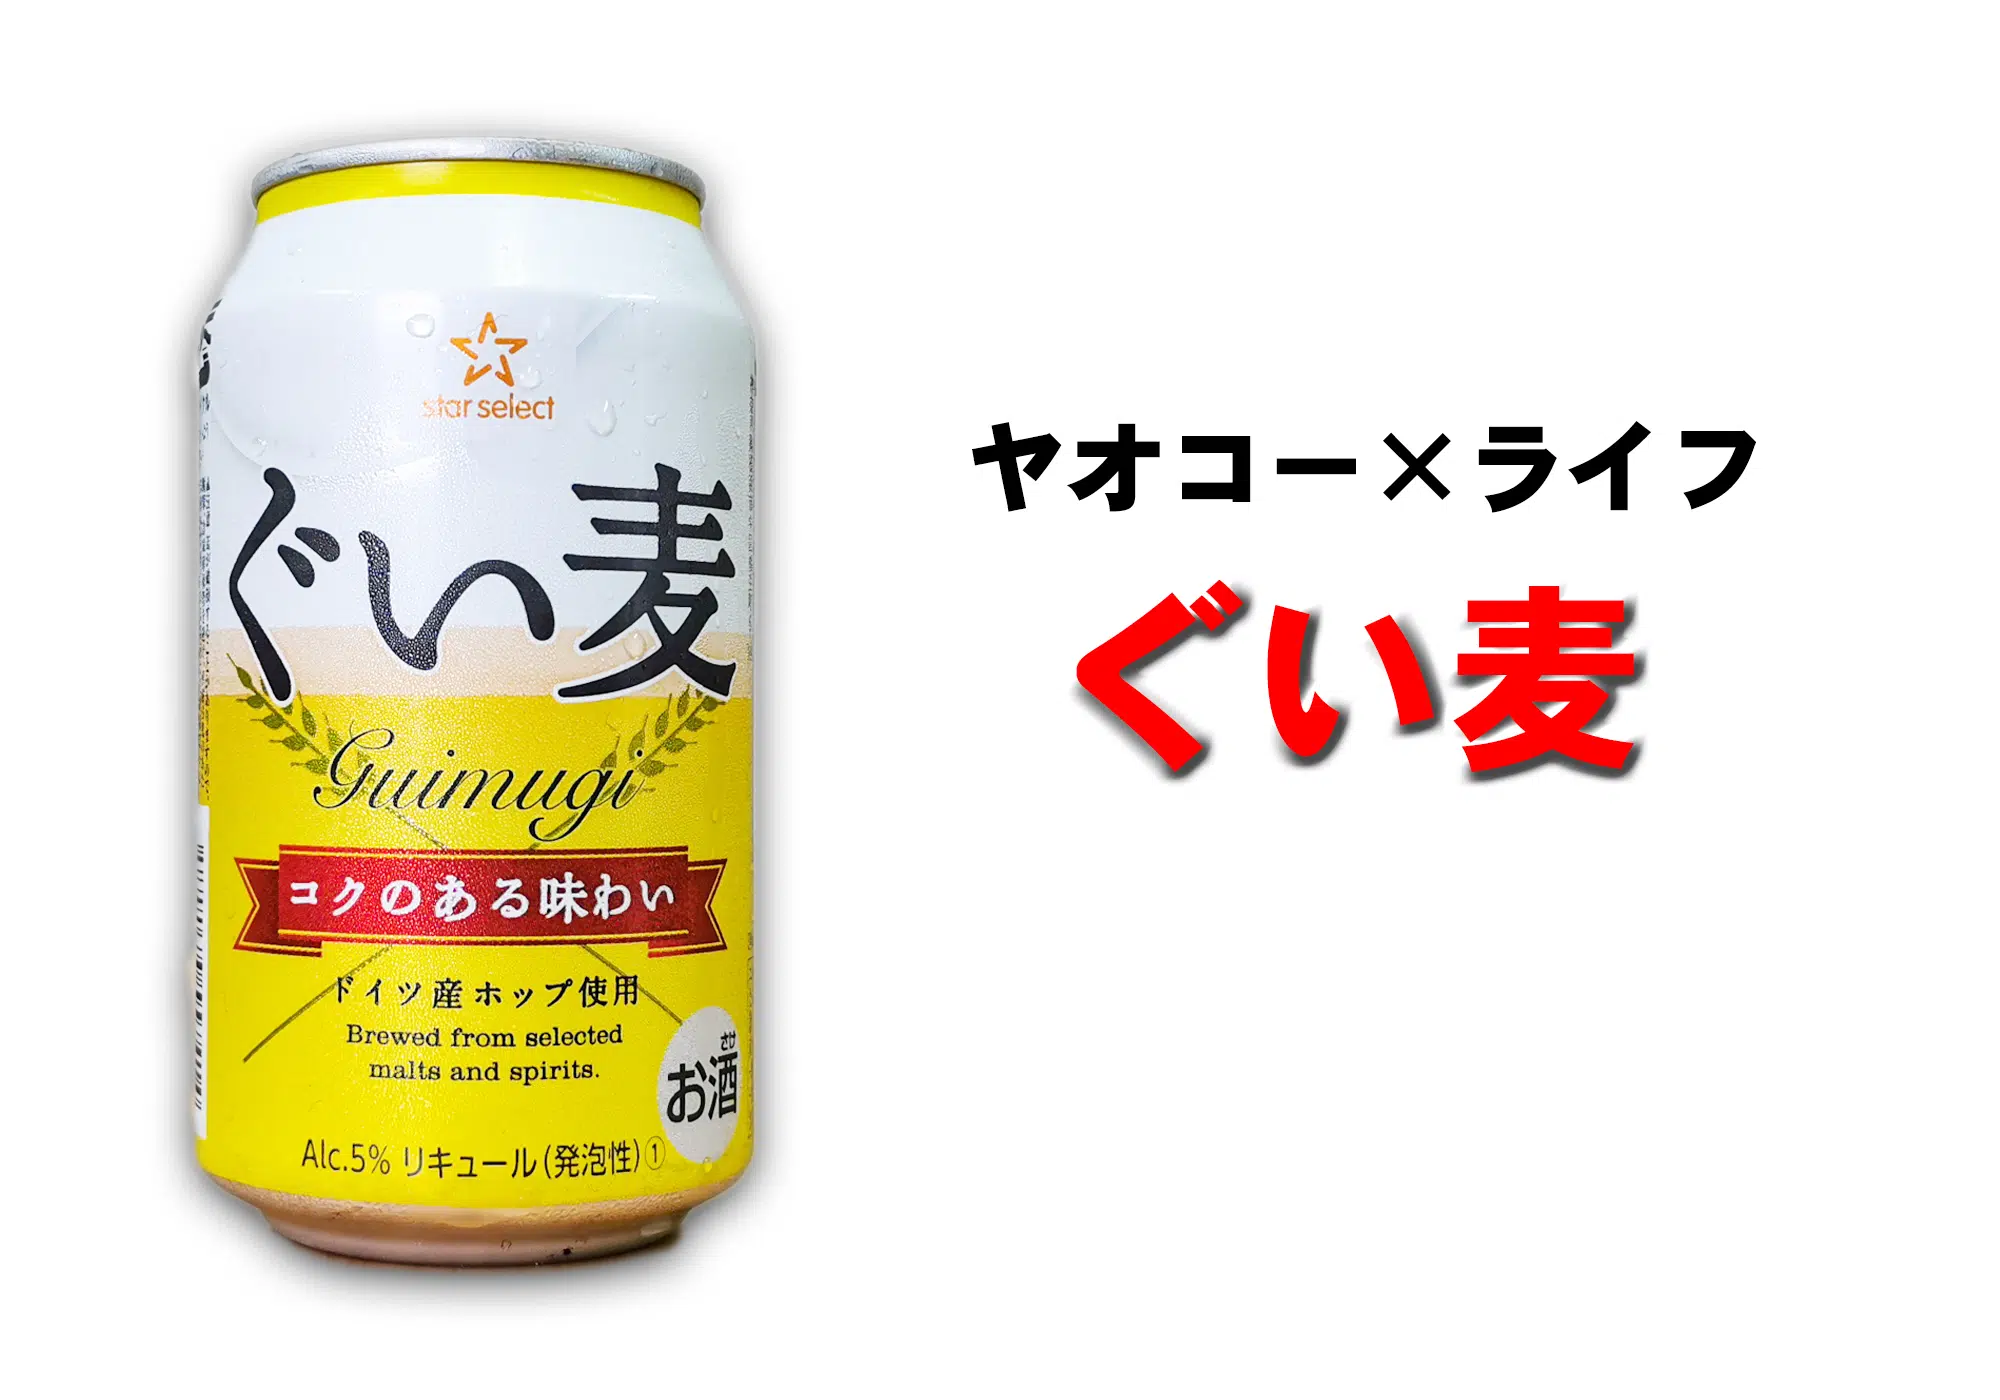 star select
ぐい麦
Guimugi
コクのある味わい
ドイツ産ホップ使用
Brewed from selected
malts and spirits.
さけ
お酒
Alc.5% リキュール(発泡性)①
ヤオコー×ライフ
ぐい麦